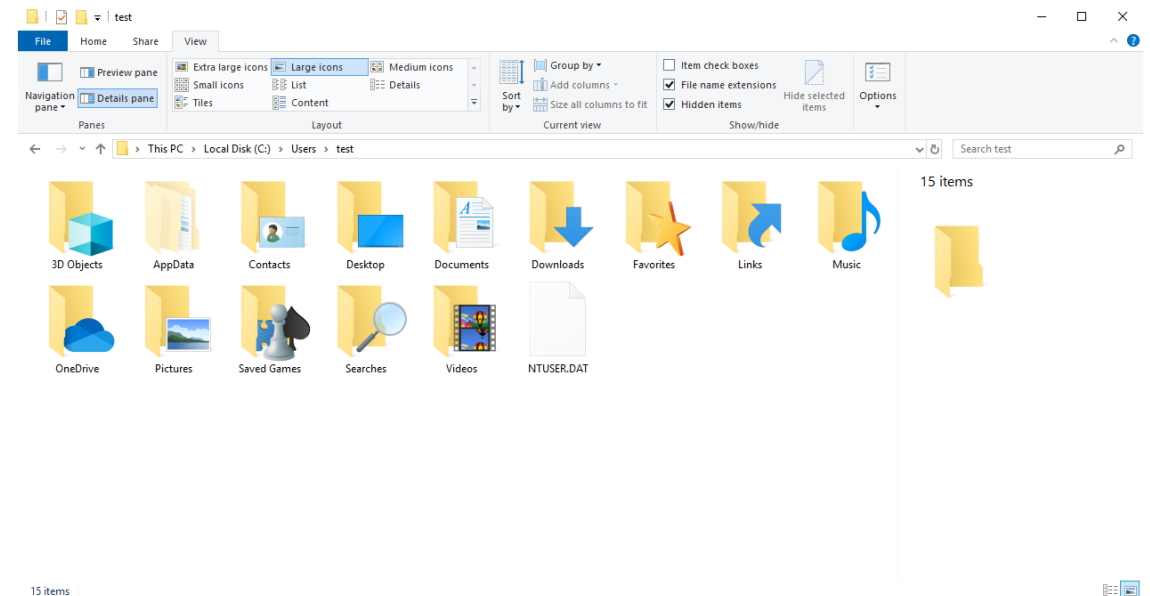 test
File Home Share View
Navigation pane
Preview pane
Details pane
Panes
Extra large icons Large icons Medium icons
Small icons List Details
Tiles Content
Layout
Sort by
Group by
Add columns
Size all columns to fit
Current view
Item check boxes
File name extensions
Hidden items
Hide selected items
Show/hide
Options
This PC > Local Disk (C:) > Users > test
Search test
15 items
3D Objects AppData Contacts Desktop Documents Downloads Favorites Links Music
OneDrive Pictures Saved Games Searches Videos NTUSER.DAT
15 items